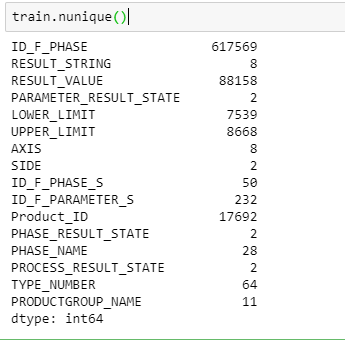 train.nunique()
ID_F_PHASE 617569
RESULT_STRING 8
RESULT_VALUE 88158
PARAMETER_RESULT_STATE 2
LOWER_LIMIT 7539
UPPER_LIMIT 8668
AXIS 8
SIDE 2
ID_F_PHASE_S 50
ID_F_PARAMETER_S 232
Product_ID 17692
PHASE_RESULT_STATE 2
PHASE_NAME 28
PROCESS_RESULT_STATE 2
TYPE_NUMBER 64
PRODUCTGROUP_NAME 11
dtype: int64